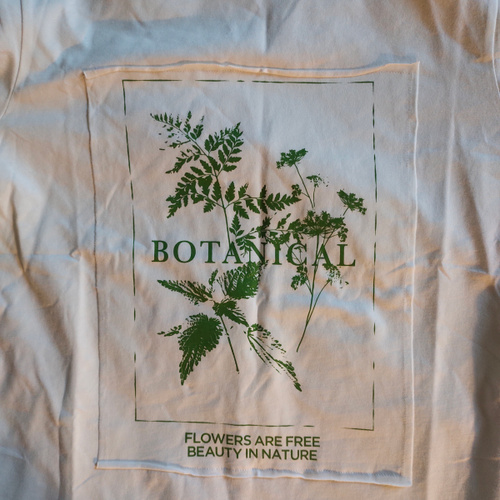 BOTANICAL
FLOWERS ARE FREE
BEAUTY IN NATURE